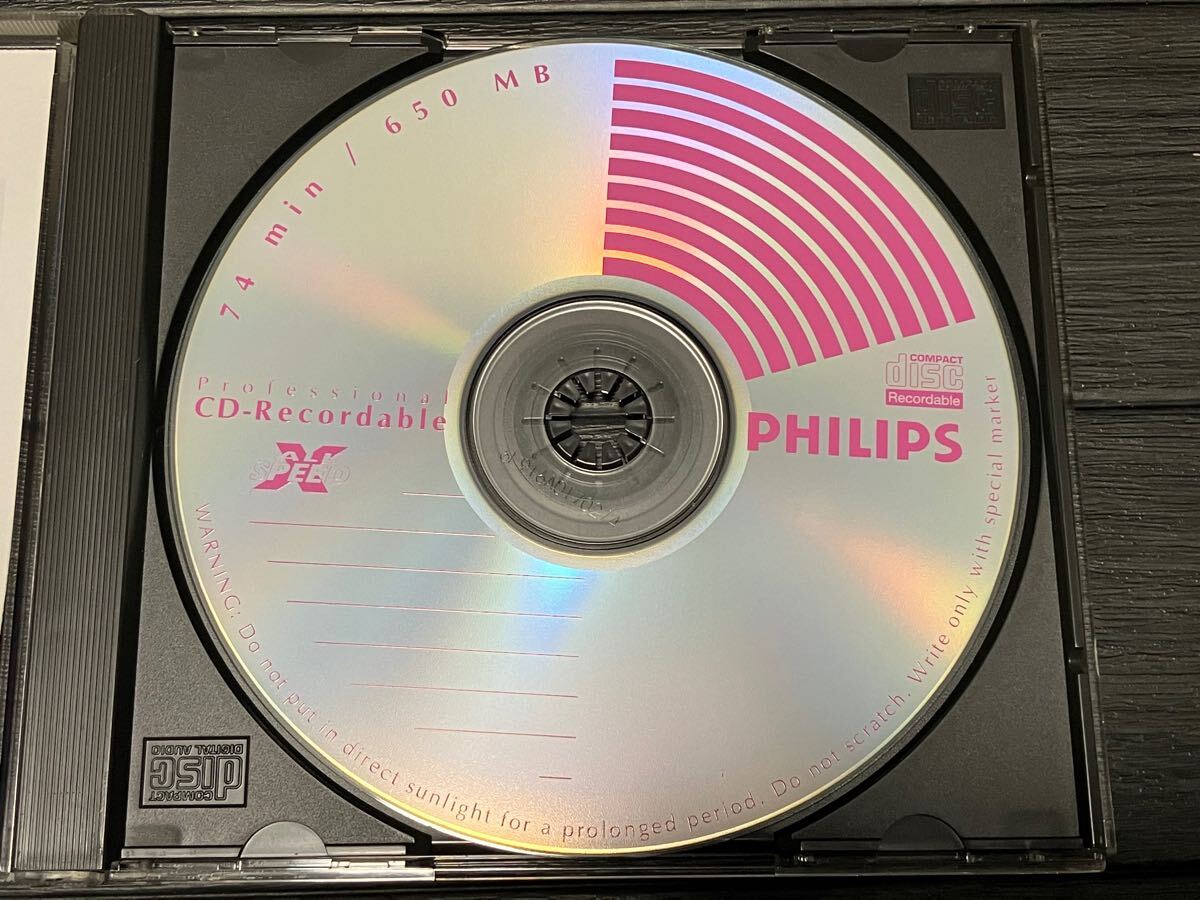 74 min / 650 MB
Professional
CD-Recordable
SPEED
X
COMPACT
disc
Recordable
PHILIPS
WARNING: Do not put in direct sunlight for a prolonged period. Do not scratch. Write only with special marker
COMPACT
disc
DIGITAL AUDIO